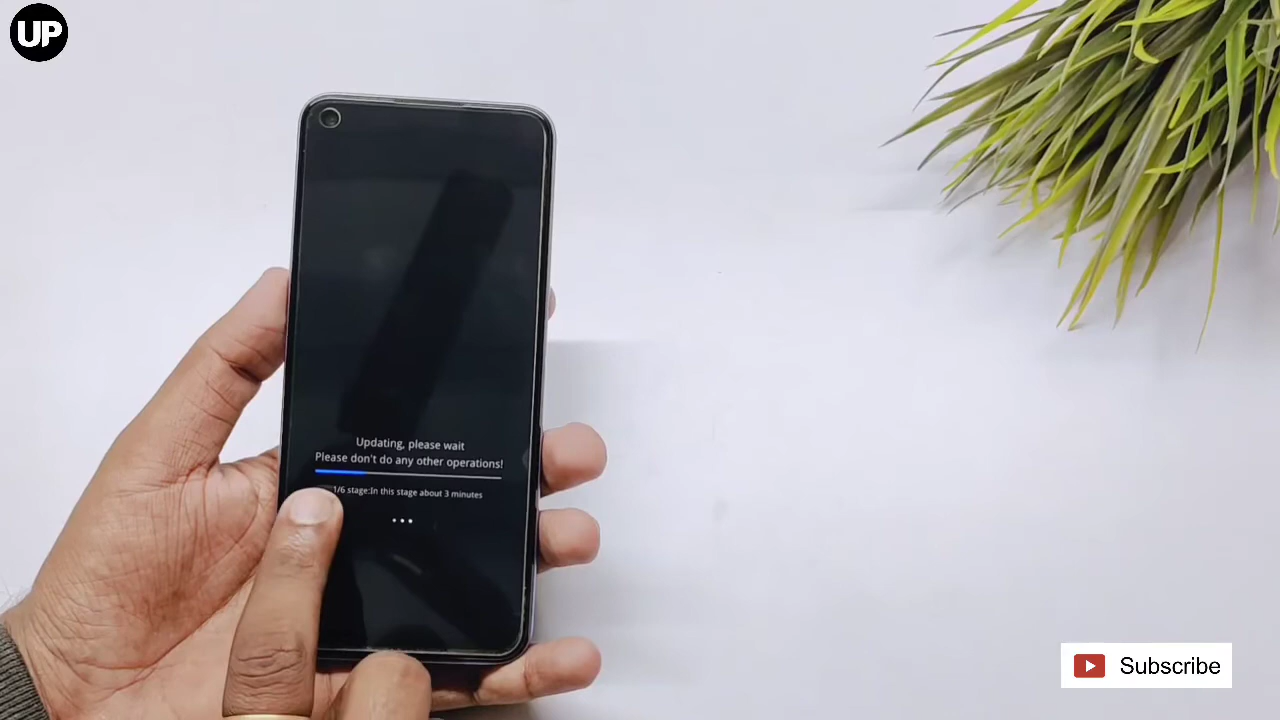 UP
Updating, please wait
Please don't do any other operations!
1/6 stage:In this stage about 3 minutes
Subscribe